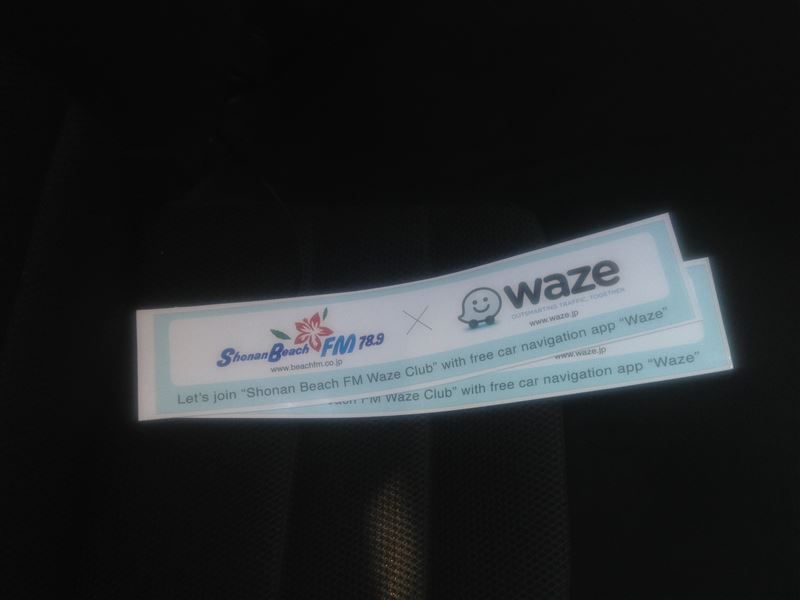 Shonan Beach FM 78.9
www.beachfm.co.jp
waze
OUTSMARTING TRAFFIC, TOGETHER
www.waze.jp
Let's join "Shonan Beach FM Waze Club" with free car navigation app "Waze"
www.waze.jp
each FM Waze Club" with free car navigation app "Waze"